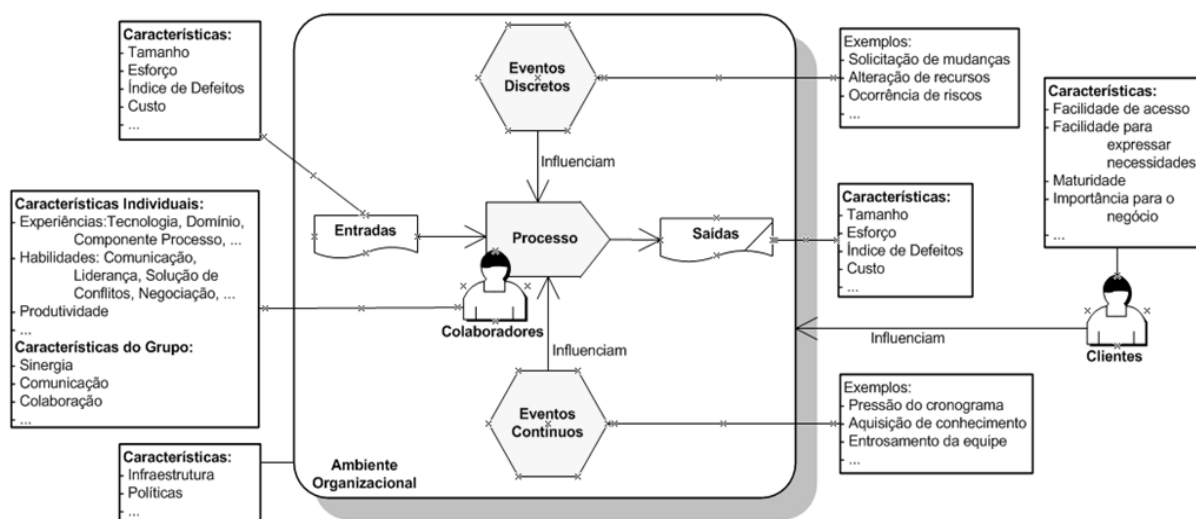 Características:
- Tamanho
- Esforço
- Índice de Defeitos
- Custo
- ...
Características Individuais:
- Experiências:Tecnologia, Domínio,
Componente Processo, ...
- Habilidades: Comunicação,
Liderança, Solução de
Conflitos, Negociação, ...
- Produtividade
- ...
Características do Grupo:
- Sinergia
- Comunicação
- Colaboração
- ...
Características:
- Infraestrutura
- Políticas
- ...
Eventos
Discretos
Influenciam
Entradas
Processo
Saídas
Colaboradores
Influenciam
Eventos
Contínuos
Ambiente
Organizacional
Exemplos:
- Solicitação de mudanças
- Alteração de recursos
- Ocorrência de riscos
- ...
Características:
- Tamanho
- Esforço
- Índice de Defeitos
- Custo
- ...
Influenciam
Exemplos:
- Pressão do cronograma
- Aquisição de conhecimento
- Entrosamento da equipe
- ...
Características:
- Facilidade de acesso
- Facilidade para
expressar
necessidades
- Maturidade
- Importância para o
negócio
- ...
Clientes